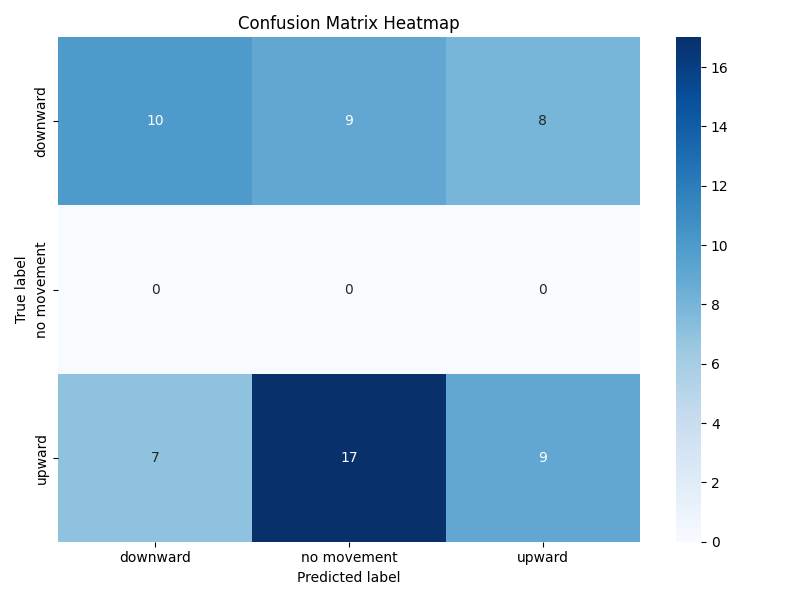 Confusion Matrix Heatmap
True label
downward
10 9 8
no movement
0 0 0
upward
7 17 9
downward no movement upward
Predicted label
16
14
12
10
8
6
4
2
0